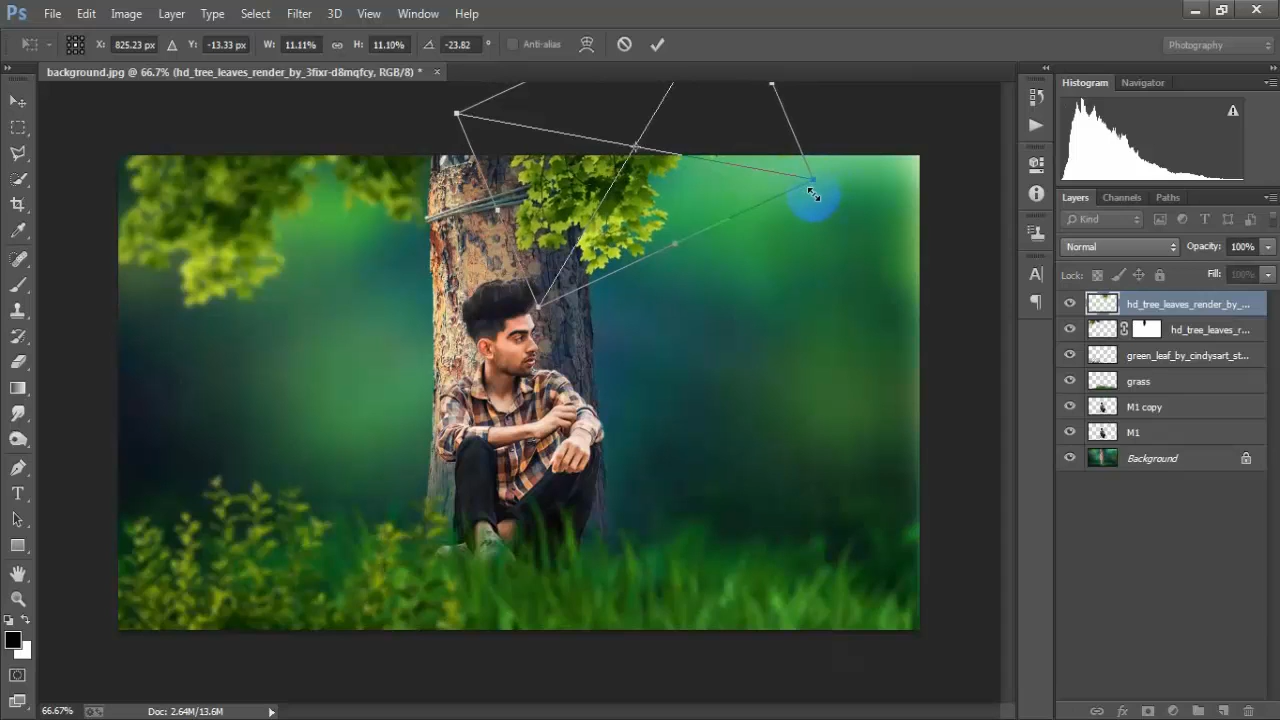 Ps File Edit Image Layer Type Select Filter 3D View Window Help
X: 825.23 px Y: -13.33 px W: 11.11% H: 11.10% -23.82 ° Anti-alias Photography
background.jpg @ 66.7% (hd_tree_leaves_render_by_3fixr-d8mqfcy, RGB/8) *
Histogram Navigator
Layers Channels Paths
Kind
Normal Opacity: 100%
Lock: Fill: 100%
hd_tree_leaves_render_by_...
hd_tree_leaves_r...
green_leaf_by_cindysart_st...
grass
M1 copy
M1
Background
66.67% Doc: 2.64M/13.6M